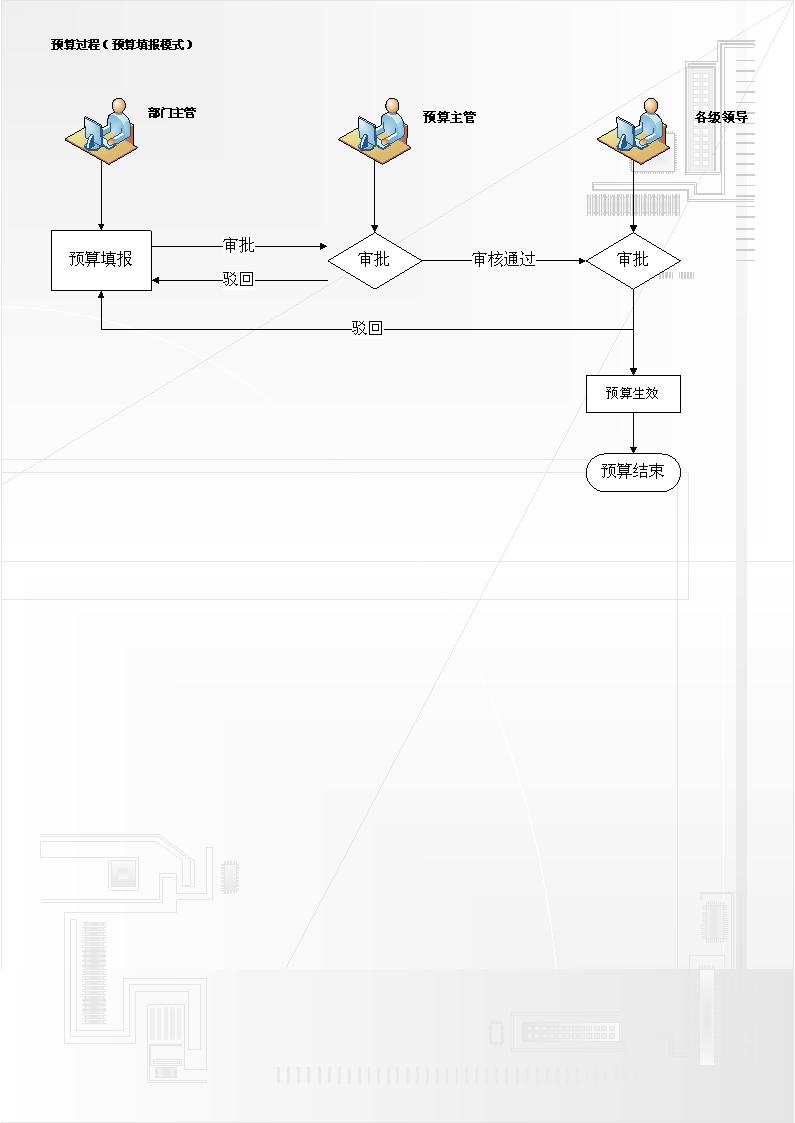 预算过程（预算填报模式）
部门主管
预算主管
各级领导
预算填报
审批
驳回
审批
审核通过
审批
驳回
预算生效
预算结束